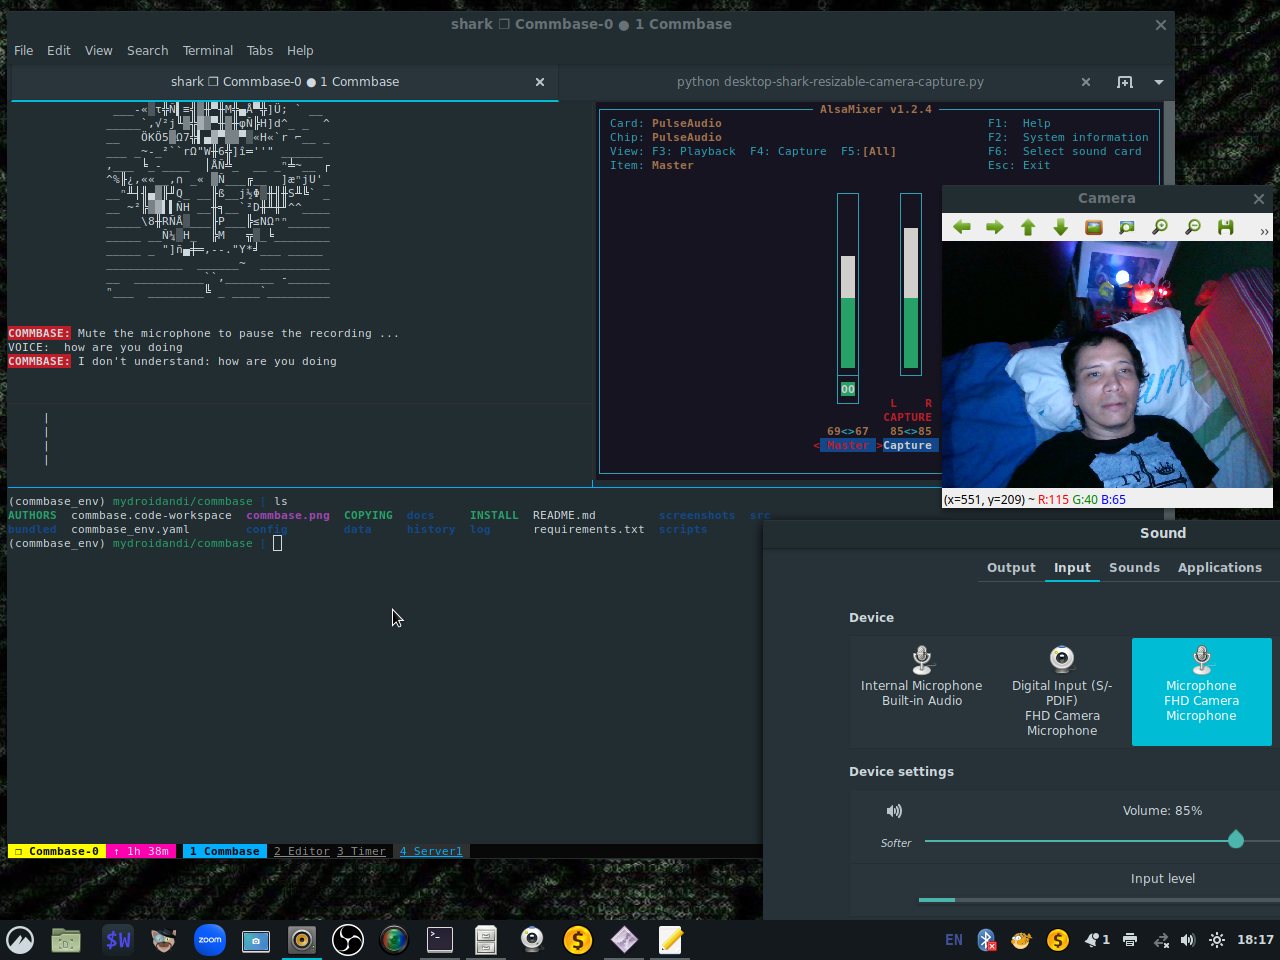 shark ❐ Commbase-0 ● 1 Commbase
File Edit View Search Terminal Tabs Help
shark ❐ Commbase-0 ● 1 Commbase
python desktop-shark-resizable-camera-capture.py
COMMBASE: Mute the microphone to pause the recording ...
VOICE: how are you doing
COMMBASE: I don't understand: how are you doing
AlsaMixer v1.2.4
Card: PulseAudio F1: Help
Chip: PulseAudio F2: System information
View: F3: Playback F4: Capture F5:[All] F6: Select sound card
Item: Master Esc: Exit
OO
L R
CAPTURE
69<>67 85<>85
< Master >Capture
Camera
(x=551, y=209) ~ R:115 G:40 B:65
(commbase_env) mydroidandi/commbase | ls
AUTHORS commbase.code-workspace commbase.png COPYING docs INSTALL README.md screenshots src
bundled commbase_env.yaml config data history log requirements.txt scripts
(commbase_env) mydroidandi/commbase |
Sound
Output Input Sounds Applications
Device
Internal Microphone
Built-in Audio
Digital Input (S/-
PDIF)
FHD Camera
Microphone
Microphone
FHD Camera
Microphone
Device settings
Volume: 85%
Softer
Input level
❐ Commbase-0 ↑ 1h 38m 1 Commbase 2 Editor 3 Timer 4 Server1
$W
zoom
EN
1
18:17